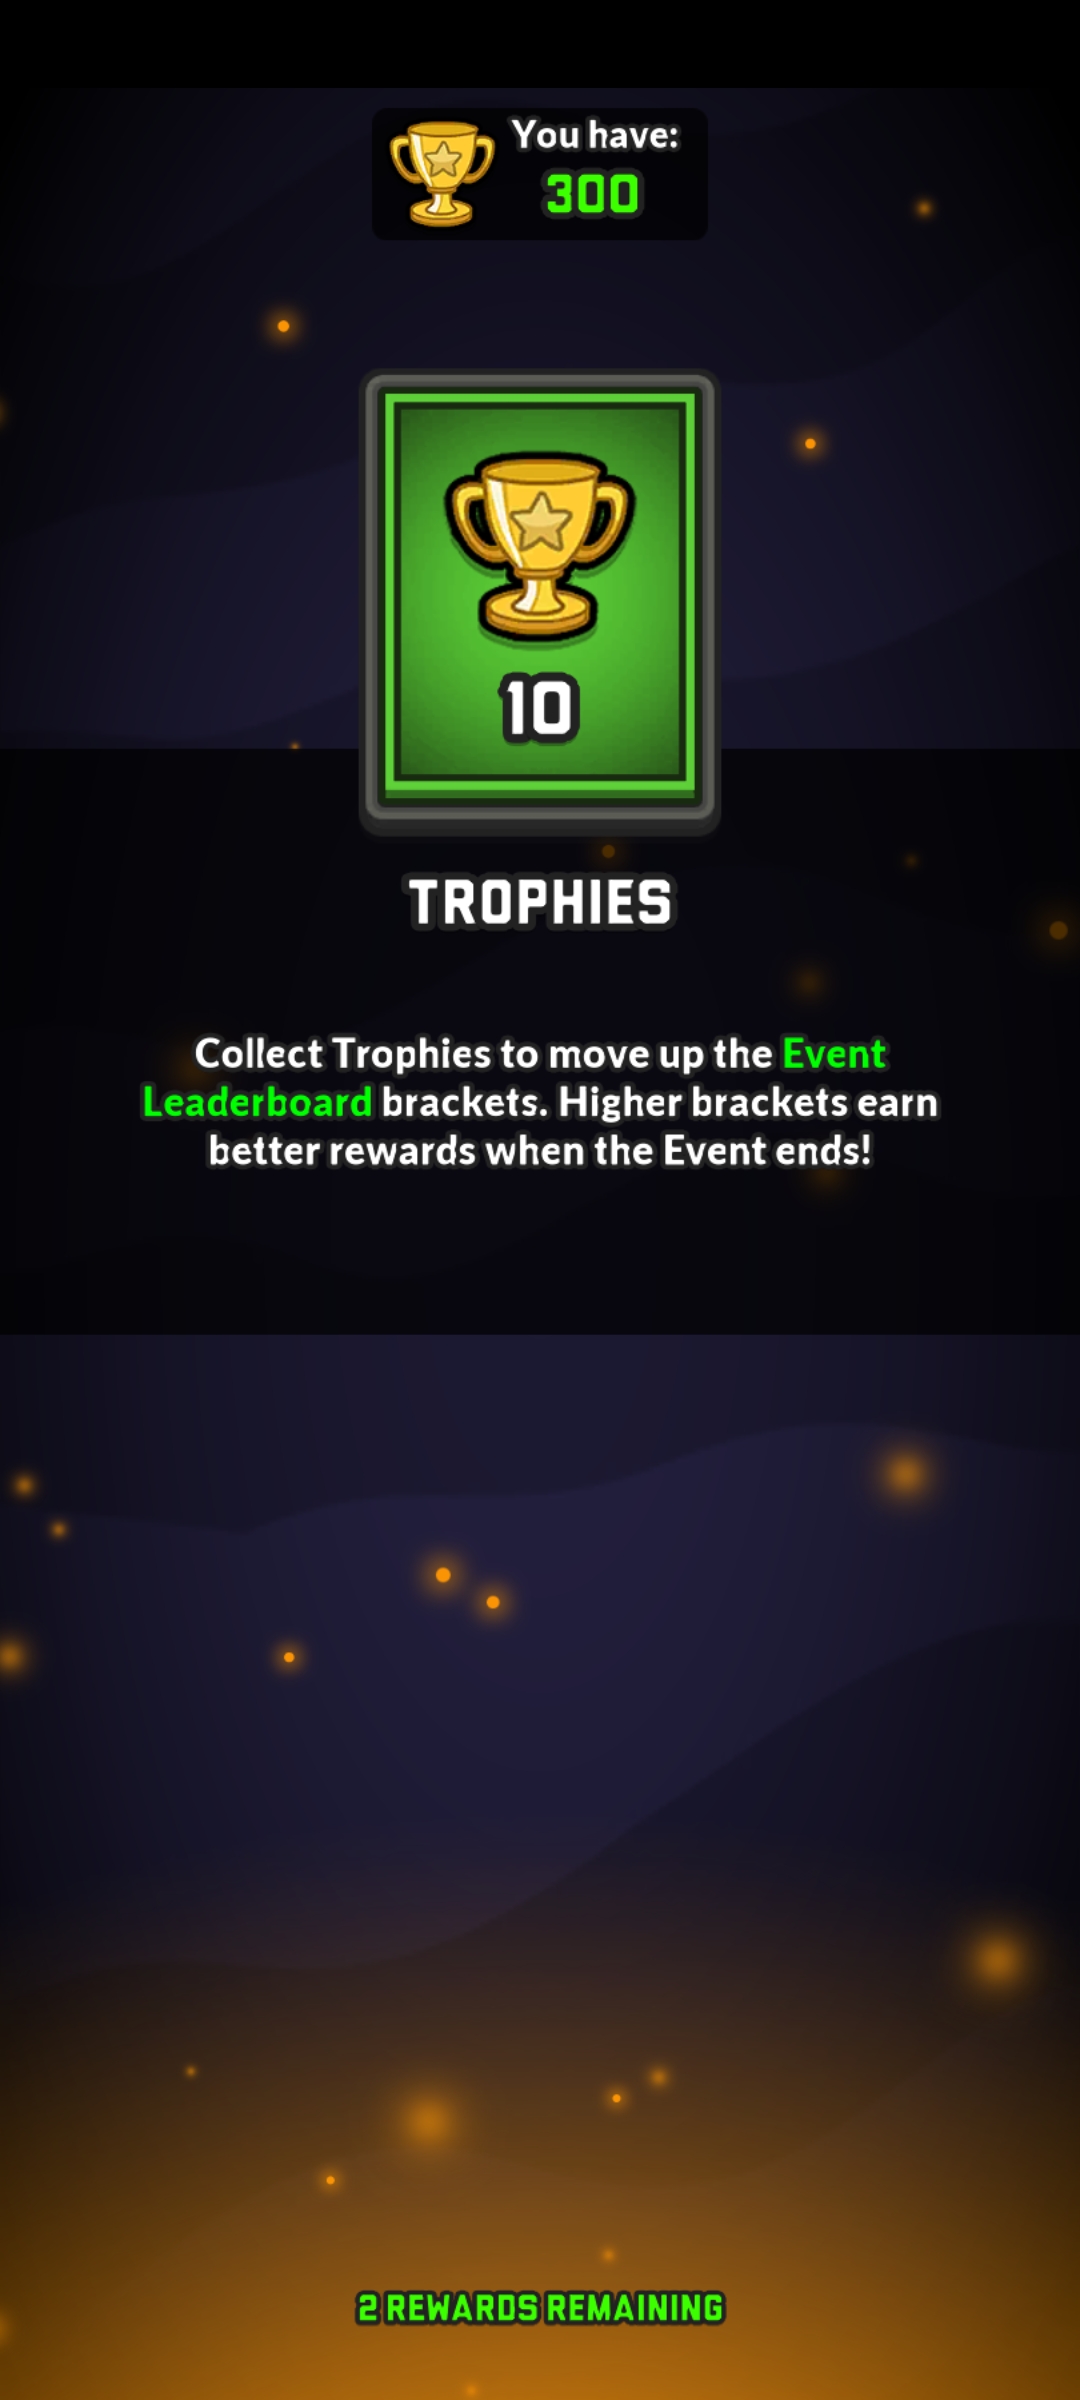 You have:
300
10
TROPHIES
Collect Trophies to move up the Event
Leaderboard brackets. Higher brackets earn
better rewards when the Event ends!
2 REWARDS REMAINING